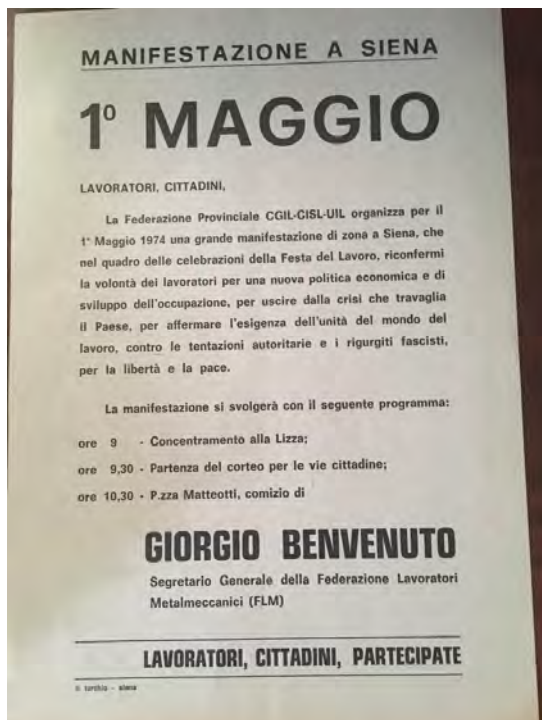 MANIFESTAZIONE A SIENA
1º MAGGIO
LAVORATORI, CITTADINI,
La Federazione Provinciale CGIL-CISL-UIL organizza per il
1° Maggio 1974 una grande manifestazione di zona a Siena, che
nel quadro delle celebrazioni della Festa del Lavoro, riconfermi
la volontà dei lavoratori per una nuova politica economica e di
sviluppo dell'occupazione, per uscire dalla crisi che travaglia
il Paese, per affermare l'esigenza dell'unità del mondo del
lavoro, contro le tentazioni autoritarie e i rigurgiti fascisti,
per la libertà e la pace.
La manifestazione si svolgerà con il seguente programma:
ore 9 - Concentramento alla Lizza;
ore 9,30 - Partenza del corteo per le vie cittadine;
ore 10,30 - P.zza Matteotti, comizio di
GIORGIO BENVENUTO
Segretario Generale della Federazione Lavoratori
Metalmeccanici (FLM)
LAVORATORI, CITTADINI, PARTECIPATE
il torchio - siena